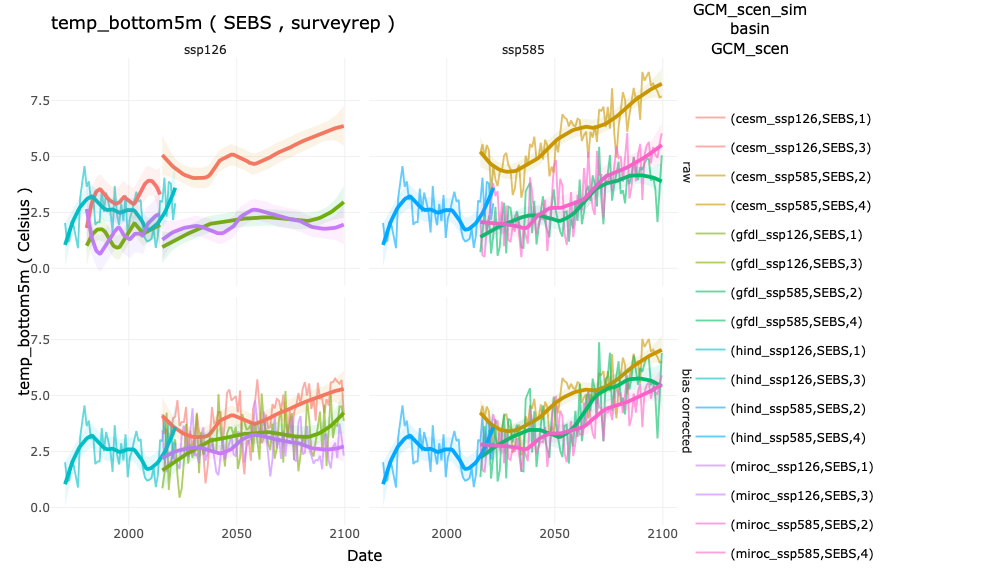 temp_bottom5m ( SEBS , surveyrep )
GCM_scen_sim
basin
GCM_scen
ssp126
ssp585
7.5
5.0
2.5
0.0
raw
7.5
5.0
2.5
0.0
bias corrected
temp_bottom5m ( Celsius )
2000
2050
2100
2000
2050
2100
Date
(cesm_ssp126,SEBS,1)
(cesm_ssp126,SEBS,3)
(cesm_ssp585,SEBS,2)
(cesm_ssp585,SEBS,4)
(gfdl_ssp126,SEBS,1)
(gfdl_ssp126,SEBS,3)
(gfdl_ssp585,SEBS,2)
(gfdl_ssp585,SEBS,4)
(hind_ssp126,SEBS,1)
(hind_ssp126,SEBS,3)
(hind_ssp585,SEBS,2)
(hind_ssp585,SEBS,4)
(miroc_ssp126,SEBS,1)
(miroc_ssp126,SEBS,3)
(miroc_ssp585,SEBS,2)
(miroc_ssp585,SEBS,4)